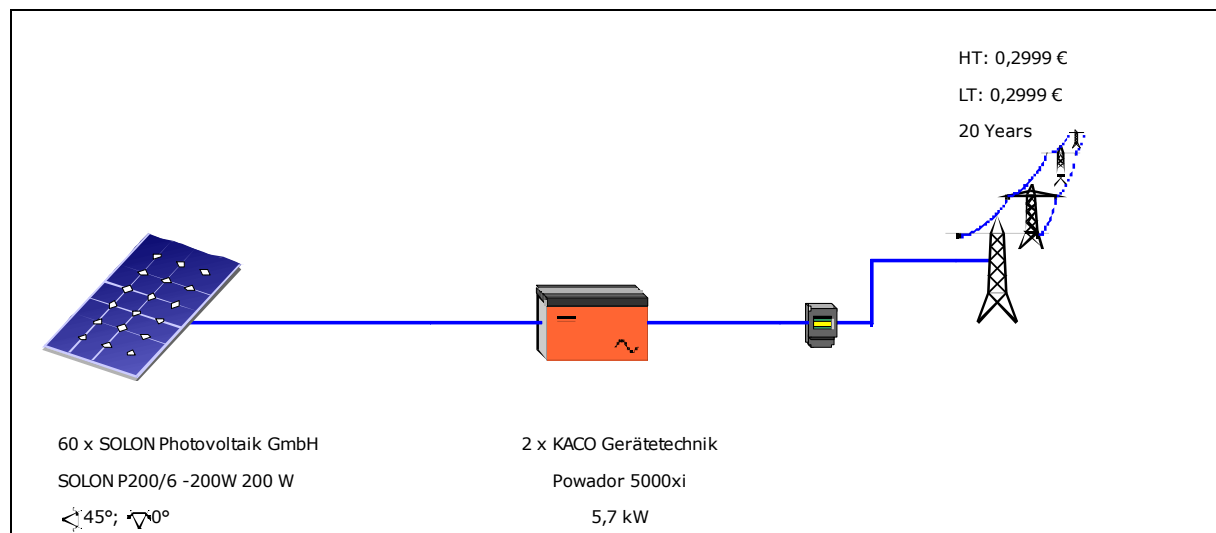 HT: 0,2999 €
LT: 0,2999 €
20 Years
60 x SOLON Photovoltaik GmbH
SOLON P200/6 -200W 200 W
45°; 0°
2 x KACO Gerätetechnik
Powador 5000xi
5,7 kW